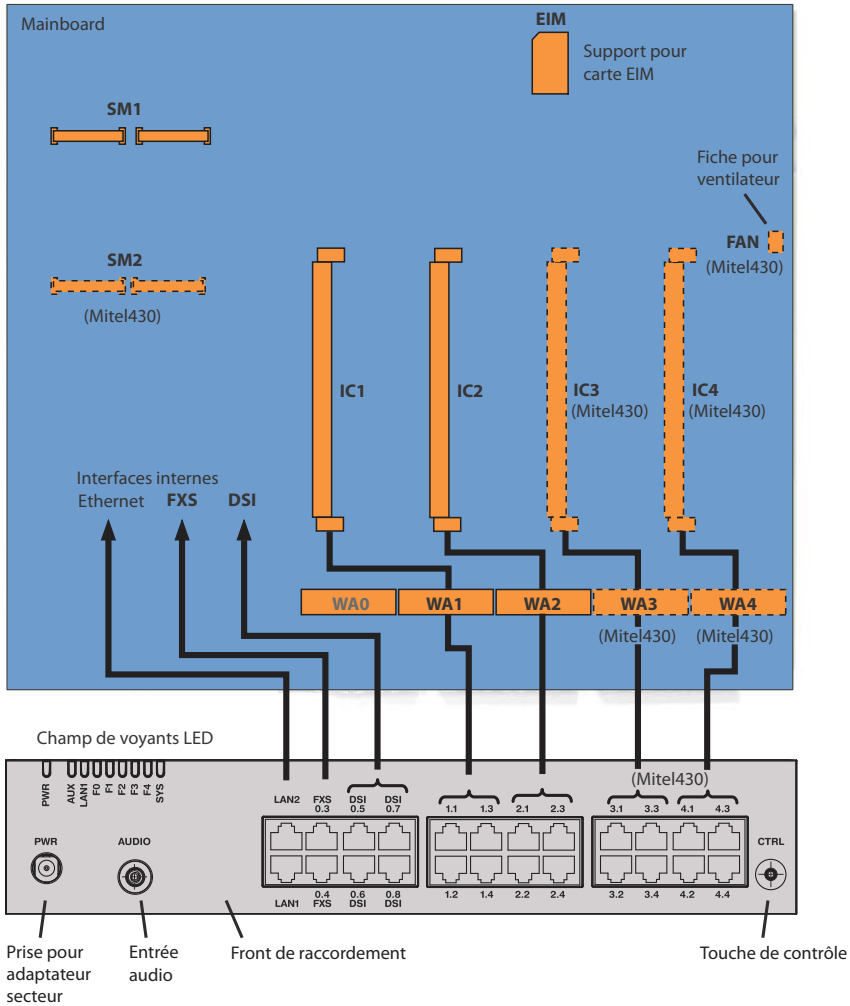 Mainboard
EIM
Support pour
carte EIM
SM1
Fiche pour
ventilateur
FAN
(Mitel430)
SM2
(Mitel430)
IC1
IC2
IC3
(Mitel430)
IC4
(Mitel430)
Interfaces internes
Ethernet FXS DSI
WA0 WA1 WA2 WA3 WA4
(Mitel430) (Mitel430)
Champ de voyants LED
(Mitel430)
PWR AUX LAN1 F0 F1 F2 F3 F4 SYS
LAN2 FXS DSI DSI
0.3 0.5 0.7 1.1 1.3 2.1 2.3 3.1 3.3 4.1 4.3
PWR AUDIO CTRL
0.4 0.6 0.8 1.2 1.4 2.2 2.4 3.2 3.4 4.2 4.4
LAN1 FXS DSI DSI
Prise pour
adaptateur
secteur
Entrée
audio
Front de raccordement
Touche de contrôle